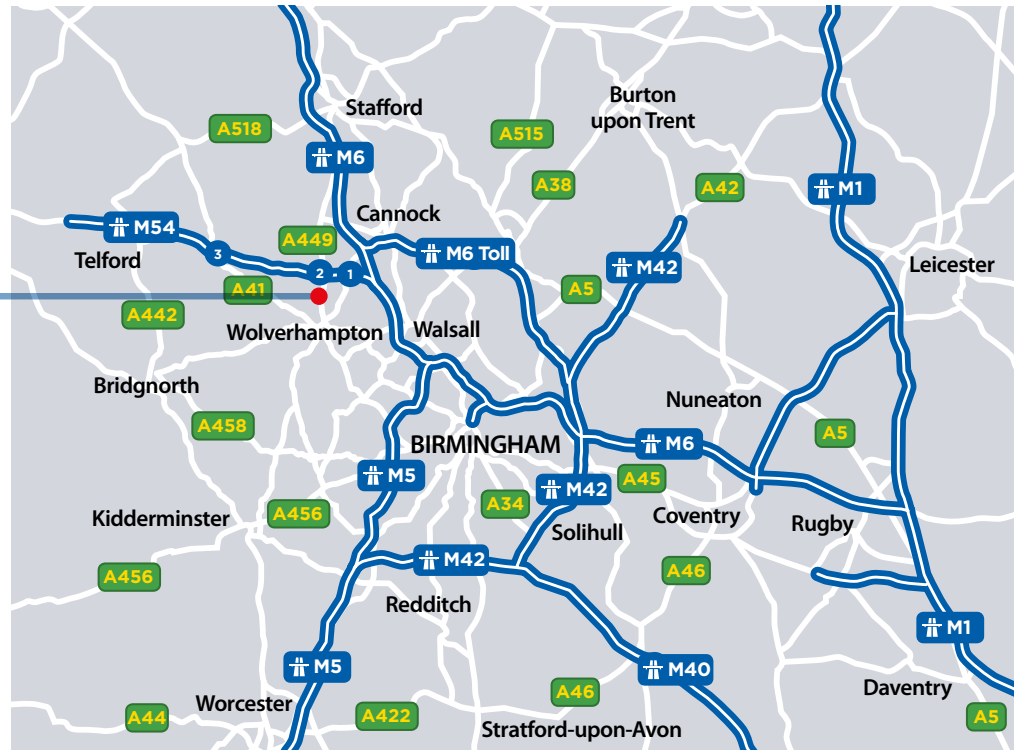 Stafford
Burton
upon Trent
A518
A515
M6
A38
A42
M1
Cannock
M54
A449
M6 Toll
Telford
3
2
1
M42
Leicester
A41
A5
A442
Wolverhampton
Walsall
Bridgnorth
Nuneaton
A458
BIRMINGHAM
M6
A5
M5
A45
M42
A34
Kidderminster
A456
Solihull
Coventry
Rugby
A456
M42
A46
Redditch
M1
M5
M40
Daventry
Worcester
A46
A44
A422
Stratford-upon-Avon
A5